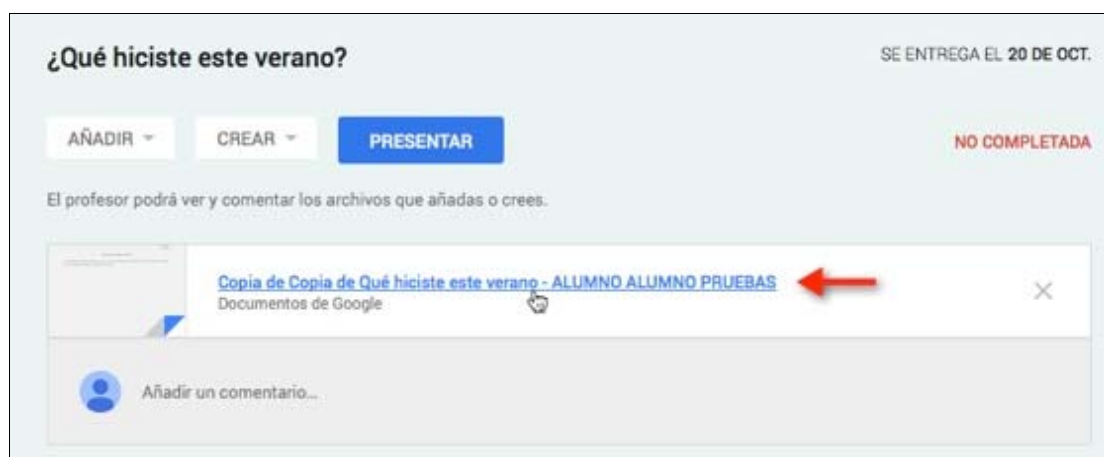 ¿Qué hiciste este verano?
SE ENTREGA EL 20 DE OCT.
AÑADIR
CREAR
PRESENTAR
NO COMPLETADA
El profesor podrá ver y comentar los archivos que añadas o crees.
Copia de Copia de Qué hiciste este verano - ALUMNO ALUMNO PRUEBAS
Documentos de Google
Añadir un comentario...